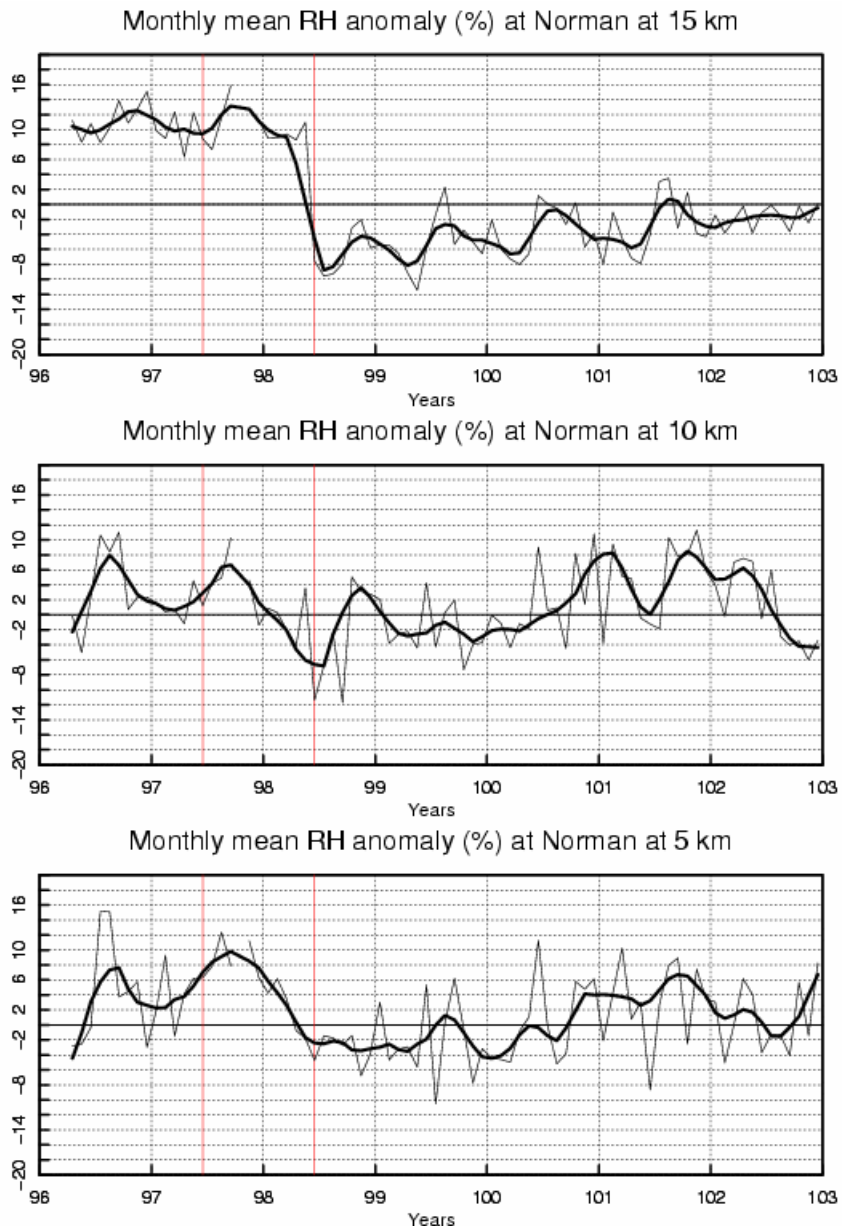 Monthly mean RH anomaly (%) at Norman at 15 km
16
10
6
2
-2
-8
-14
-20
96 97 98 99 100 101 102 103
Years
Monthly mean RH anomaly (%) at Norman at 10 km
16
10
6
2
-2
-8
-14
-20
96 97 98 99 100 101 102 103
Years
Monthly mean RH anomaly (%) at Norman at 5 km
16
10
6
2
-2
-8
-14
-20
96 97 98 99 100 101 102 103
Years